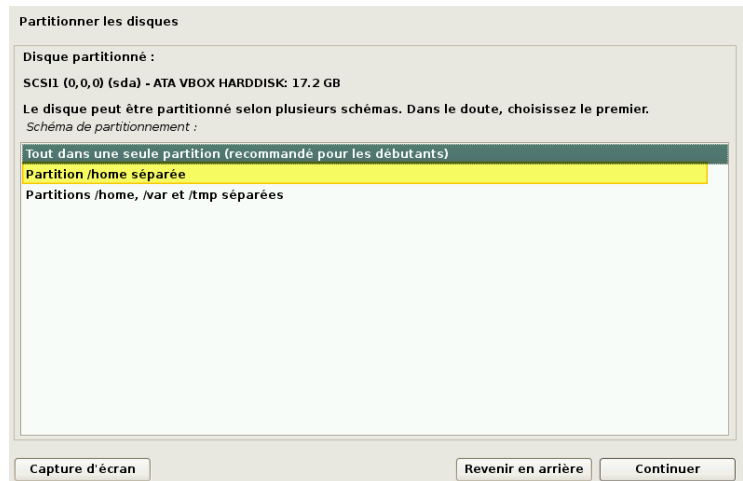 Partitionner les disques
Disque partitionné :
SCSI1 (0,0,0) (sda) - ATA VBOX HARDDISK: 17.2 GB
Le disque peut être partitionné selon plusieurs schémas. Dans le doute, choisissez le premier.
Schéma de partitionnement :
Tout dans une seule partition (recommandé pour les débutants)
Partition /home séparée
Partitions /home, /var et /tmp séparées
Capture d'écran
Revenir en arrière
Continuer